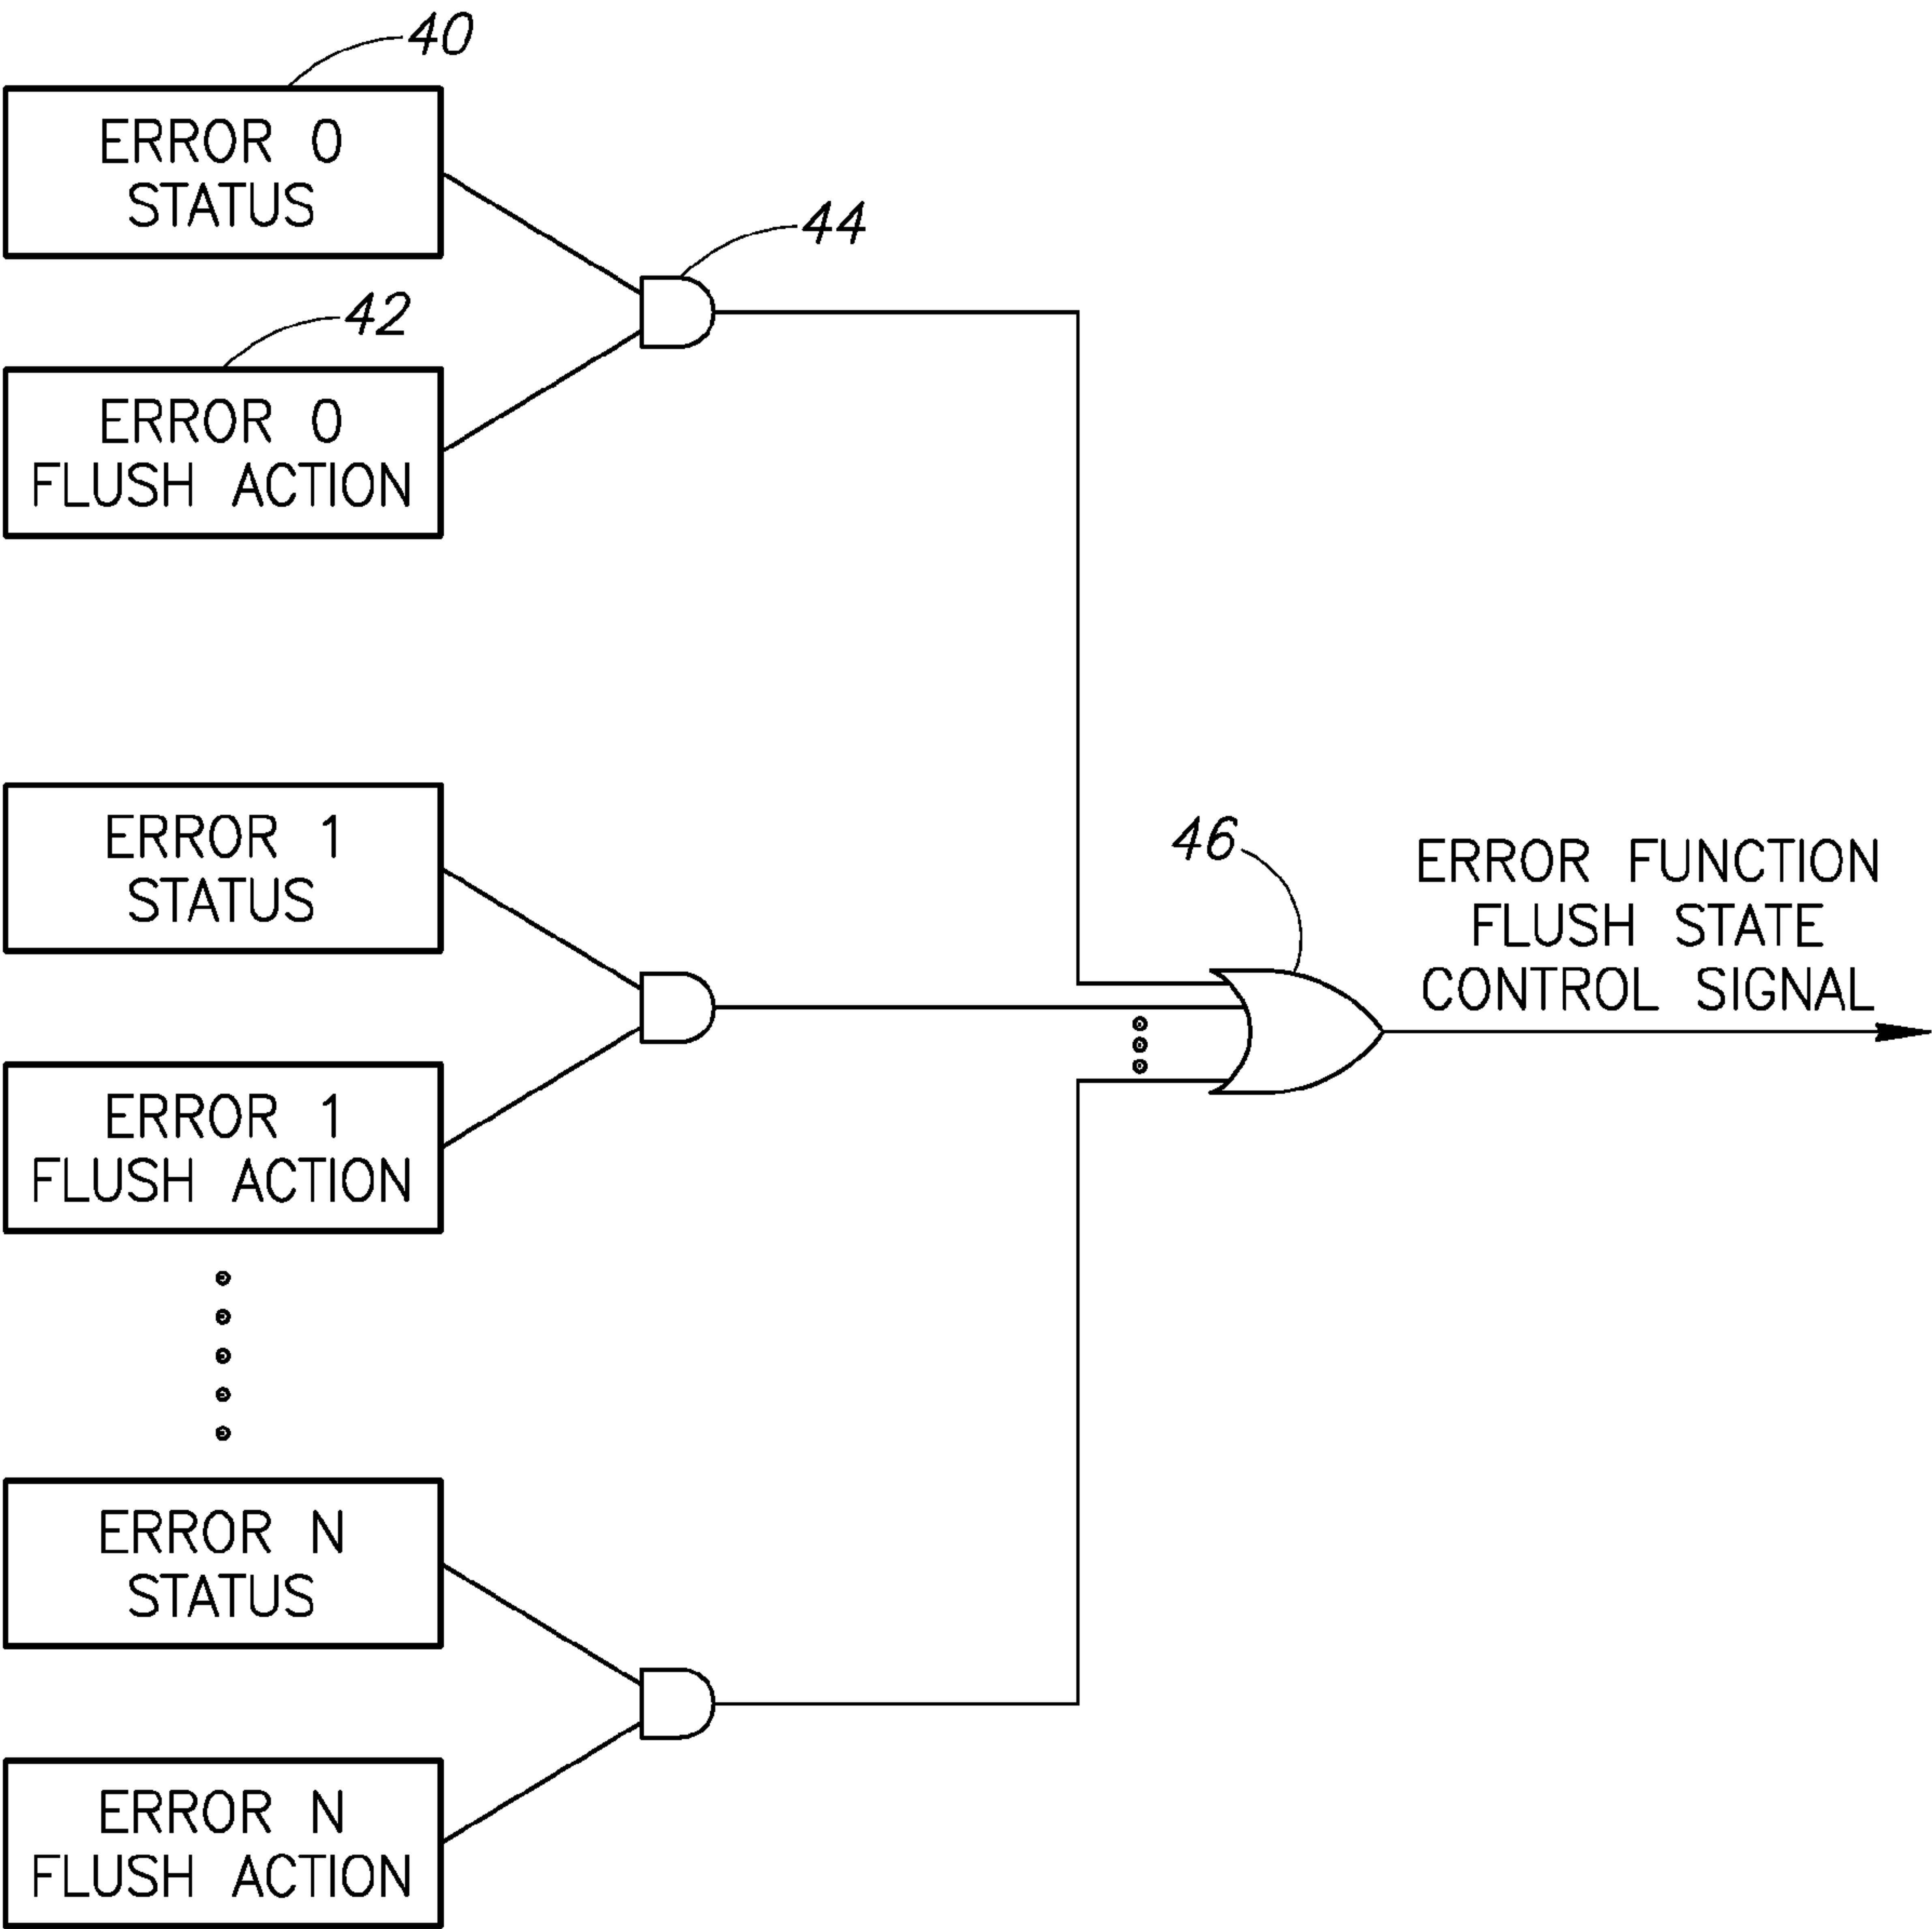 40
ERROR 0
STATUS
44
42
ERROR 0
FLUSH ACTION
ERROR 1
STATUS
46
ERROR FUNCTION
FLUSH STATE
CONTROL SIGNAL
ERROR 1
FLUSH ACTION
ERROR N
STATUS
ERROR N
FLUSH ACTION